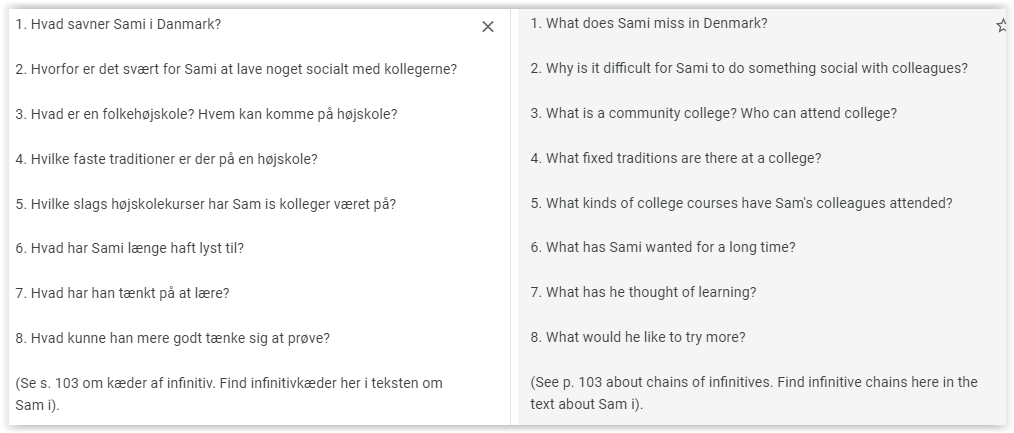 1. Hvad savner Sami i Danmark?
2. Hvorfor er det svært for Sami at lave noget socialt med kollegerne?
3. Hvad er en folkehøjskole? Hvem kan komme på højskole?
4. Hvilke faste traditioner er der på en højskole?
5. Hvilke slags højskolekurser har Sam is kolleger været på?
6. Hvad har Sami længe haft lyst til?
7. Hvad har han tænkt på at lære?
8. Hvad kunne han mere godt tænke sig at prøve?
(Se s. 103 om kæder af infinitiv. Find infinitivkæder her i teksten om
Sam i).
1. What does Sami miss in Denmark?
2. Why is it difficult for Sami to do something social with colleagues?
3. What is a community college? Who can attend college?
4. What fixed traditions are there at a college?
5. What kinds of college courses have Sam's colleagues attended?
6. What has Sami wanted for a long time?
7. What has he thought of learning?
8. What would he like to try more?
(See p. 103 about chains of infinitives. Find infinitive chains here in the
text about Sam i).